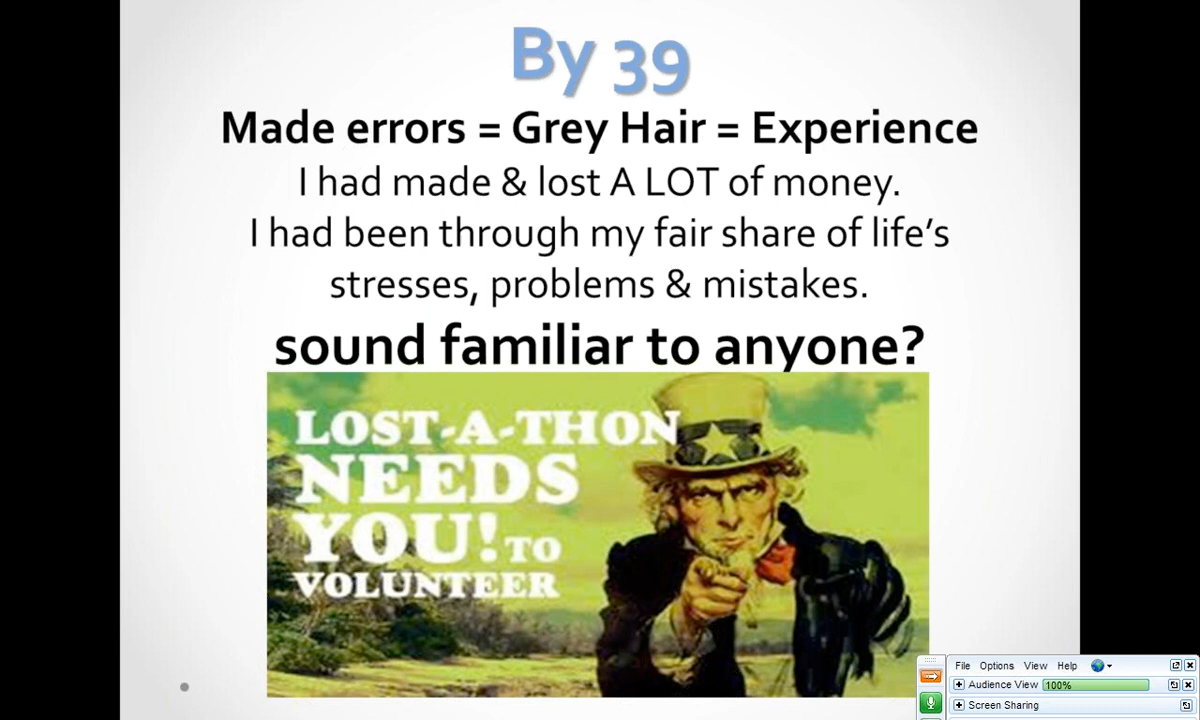 By 39
Made errors = Grey Hair = Experience
I had made & lost A LOT of money.
I had been through my fair share of life's
stresses, problems & mistakes.
sound familiar to anyone?
LOST-A-THON
NEEDS
YOU! TO
VOLUNTEER
File Options View Help
Audience View 100%
Screen Sharing